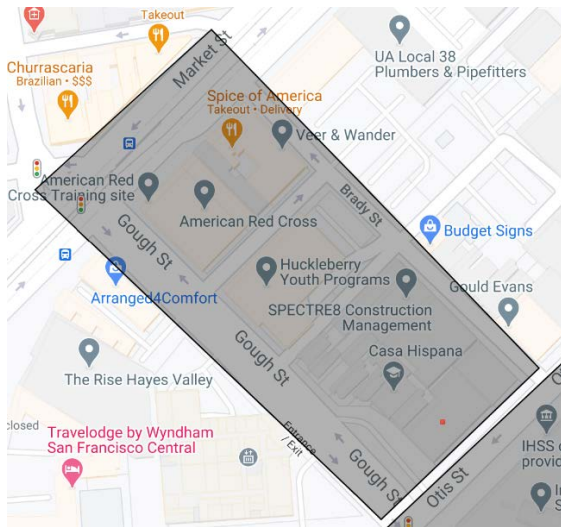 Takeout
Market St
UA Local 38
Plumbers & Pipefitters
Churrascaria
Brazilian • $$$
Spice of America
Takeout • Delivery
Veer & Wander
American Red
Cross Training site
American Red Cross
Brady St
Gough St
Budget Signs
Huckleberry
Youth Programs
Arranged4Comfort
Gould Evans
SPECTRE8 Construction
Management
Gough St
Casa Hispana
The Rise Hayes Valley
closed
Travelodge by Wyndham
San Francisco Central
Entrance
/ Exit
Gough St
Otis St
IHSS
provid